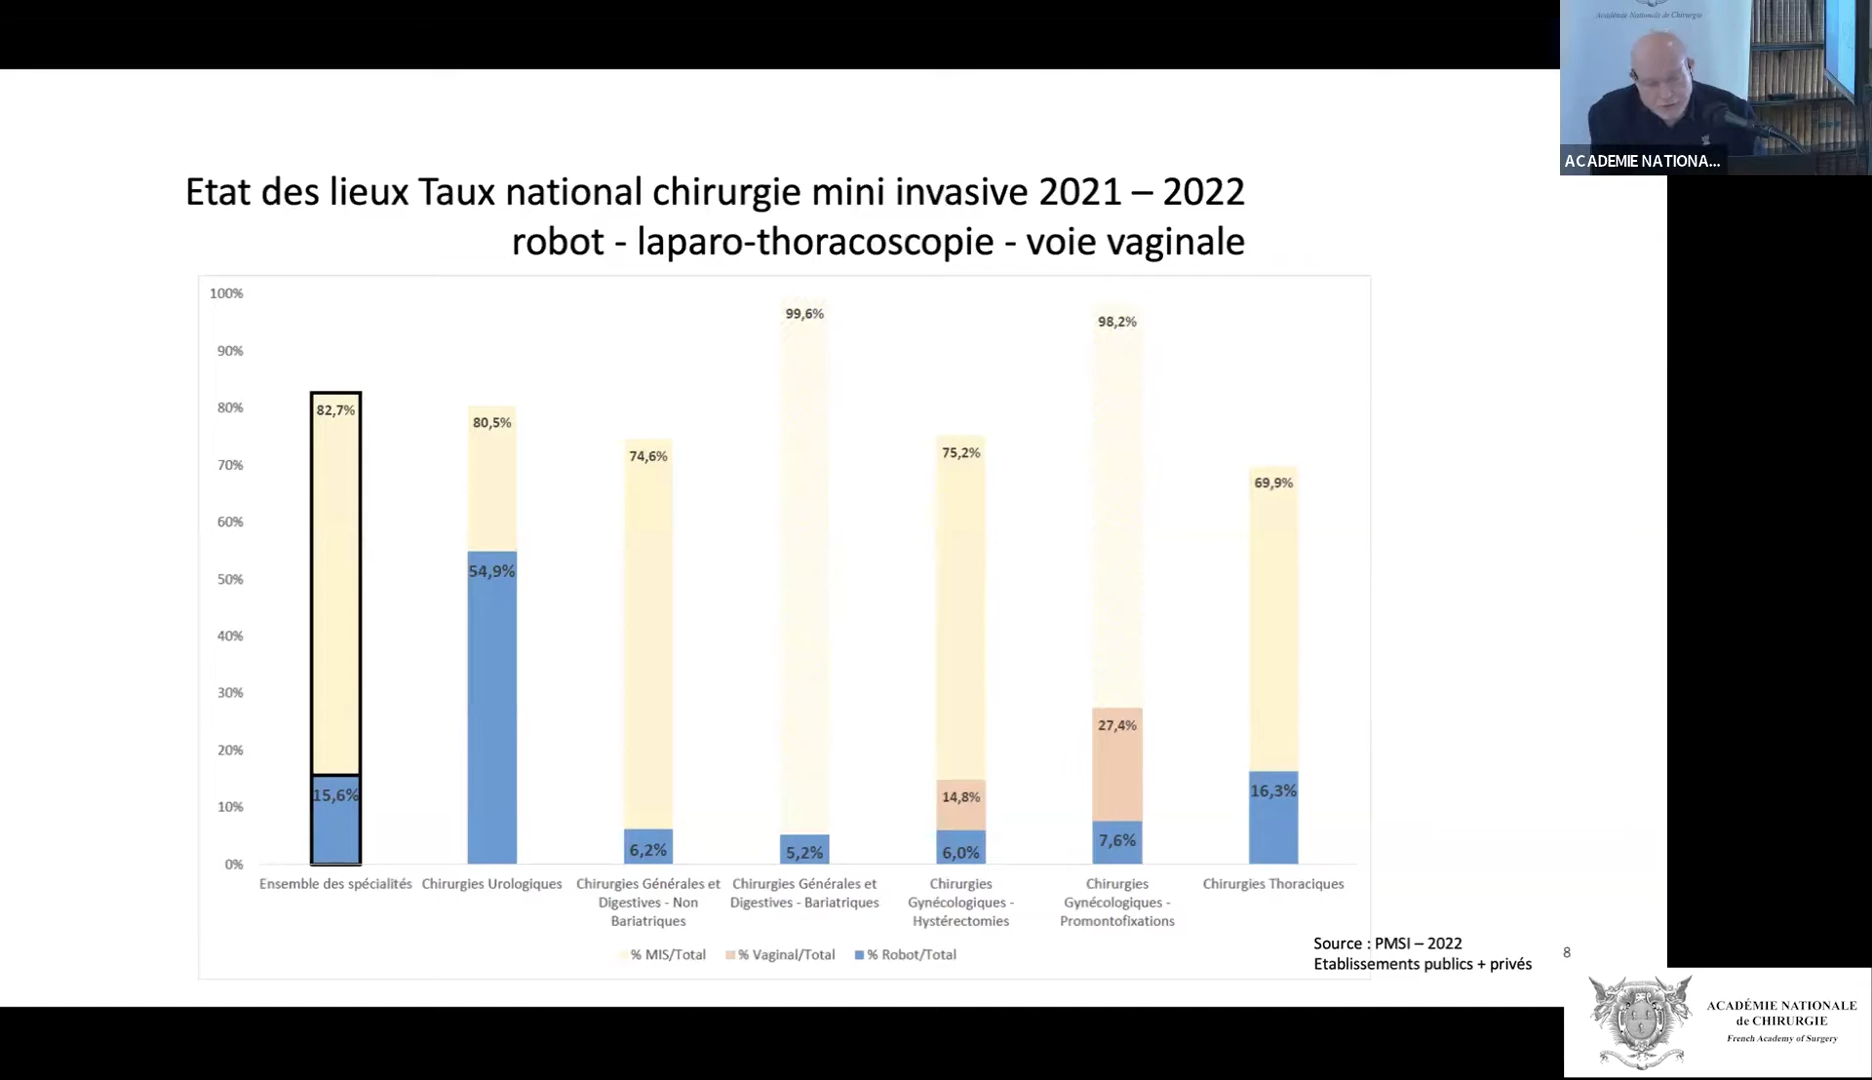 Académie Nationale de Chirurgie
ACADEMIE NATIONA...
Etat des lieux Taux national chirurgie mini invasive 2021 – 2022
robot - laparo-thoracoscopie - voie vaginale
100%
90%
80%
70%
60%
50%
40%
30%
20%
10%
0%
82,7%
15,6%
80,5%
54,9%
74,6%
6,2%
99,6%
5,2%
75,2%
14,8%
6,0%
98,2%
27,4%
7,6%
69,9%
16,3%
Ensemble des spécialités
Chirurgies Urologiques
Chirurgies Générales et
Digestives - Non
Bariatriques
Chirurgies Générales et
Digestives - Bariatriques
Chirurgies
Gynécologiques -
Hystérectomies
Chirurgies
Gynécologiques -
Promontofixations
Chirurgies Thoraciques
% MIS/Total % Vaginal/Total % Robot/Total
Source : PMSI – 2022
Etablissements publics + privés
8
ACADÉMIE NATIONALE
de CHIRURGIE
French Academy of Surgery